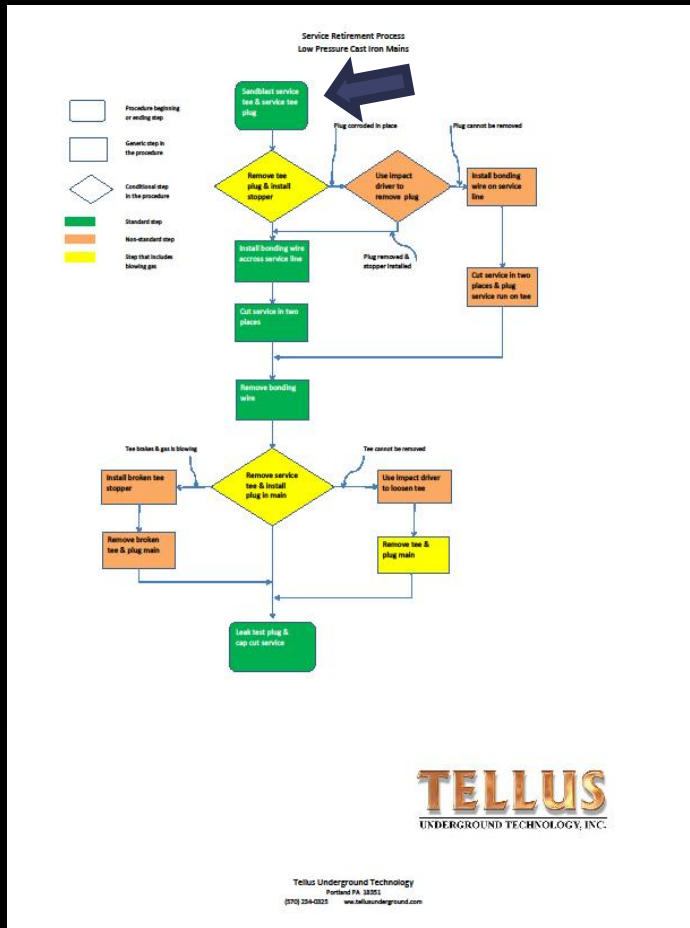 Service Retirement Process
Low Pressure Cast Iron Mains
Sandblast service
tee & service tee
plug
Procedure beginning
or ending step
Generic step in
the procedure
Conditional step
in the procedure
Standard step
Non-standard step
Step that includes
blowing gas
Plug corroded in place
Plug cannot be removed
Remove tee
plug & install
stopper
Use impact
driver to
remove plug
Install bonding
wire on service
line
Install bonding wire
accross service line
Plug removed &
stopper installed
Cut service in two
places & plug
service run on tee
Cut service in two
places
Remove bonding
wire
Tee brakes & gas is blowing
Tee cannot be removed
Install broken tee
stopper
Remove service
tee & install
plug in main
Use impact driver
to loosen tee
Remove broken
tee & plug main
Remove tee &
plug main
Leak test plug &
cap cut service
TELLUS
UNDERGROUND TECHNOLOGY, INC.
Tellus Underground Technology
Portland PA 18351
(570) 234-0325 ww.tellusunderground.com